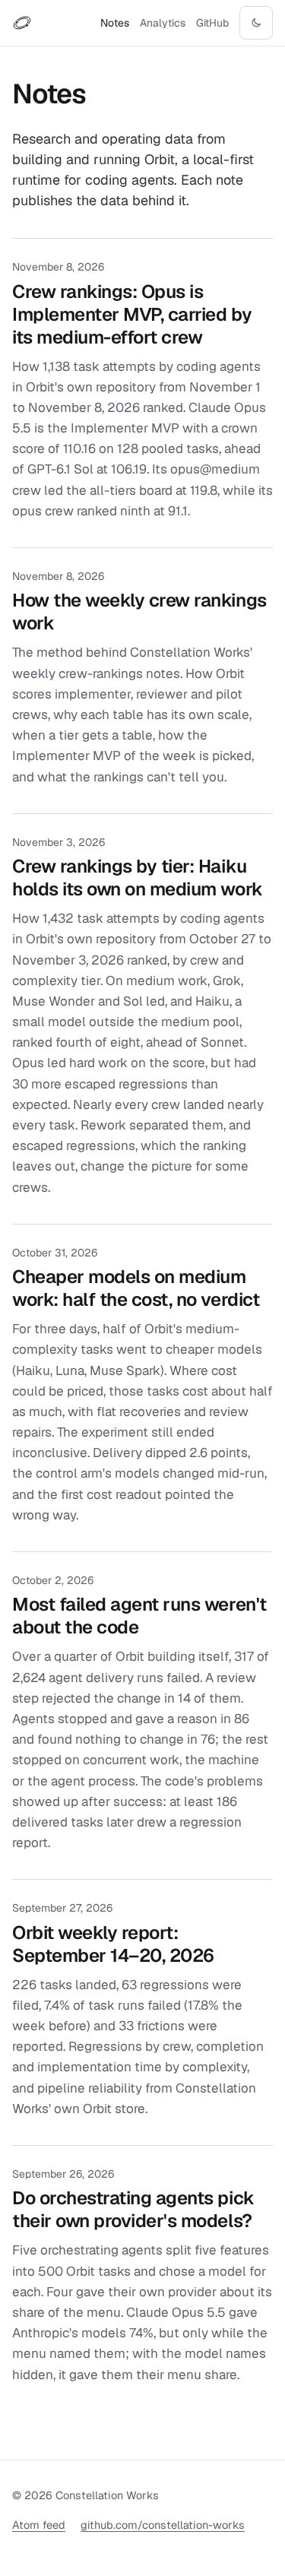 Notes Analytics GitHub
Notes
Research and operating data from
building and running Orbit, a local-first
runtime for coding agents. Each note
publishes the data behind it.
November 8, 2026
Crew rankings: Opus is
Implementer MVP, carried by
its medium-effort crew
How 1,138 task attempts by coding agents
in Orbit's own repository from November 1
to November 8, 2026 ranked. Claude Opus
5.5 is the Implementer MVP with a crown
score of 110.16 on 128 pooled tasks, ahead
of GPT-6.1 Sol at 106.19. Its opus@medium
crew led the all-tiers board at 119.8, while its
opus crew ranked ninth at 91.1.
November 8, 2026
How the weekly crew rankings
work
The method behind Constellation Works'
weekly crew-rankings notes. How Orbit
scores implementer, reviewer and pilot
crews, why each table has its own scale,
when a tier gets a table, how the
Implementer MVP of the week is picked,
and what the rankings can't tell you.
November 3, 2026
Crew rankings by tier: Haiku
holds its own on medium work
How 1,432 task attempts by coding agents
in Orbit's own repository from October 27 to
November 3, 2026 ranked, by crew and
complexity tier. On medium work, Grok,
Muse Wonder and Sol led, and Haiku, a
small model outside the medium pool,
ranked fourth of eight, ahead of Sonnet.
Opus led hard work on the score, but had
30 more escaped regressions than
expected. Nearly every crew landed nearly
every task. Rework separated them, and
escaped regressions, which the ranking
leaves out, change the picture for some
crews.
October 31, 2026
Cheaper models on medium
work: half the cost, no verdict
For three days, half of Orbit's medium-
complexity tasks went to cheaper models
(Haiku, Luna, Muse Spark). Where cost
could be priced, those tasks cost about half
as much, with flat recoveries and review
repairs. The experiment still ended
inconclusive. Delivery dipped 2.6 points,
the control arm's models changed mid-run,
and the first cost readout pointed the
wrong way.
October 2, 2026
Most failed agent runs weren't
about the code
Over a quarter of Orbit building itself, 317 of
2,624 agent delivery runs failed. A review
step rejected the change in 14 of them.
Agents stopped and gave a reason in 86
and found nothing to change in 76; the rest
stopped on concurrent work, the machine
or the agent process. The code's problems
showed up after success: at least 186
delivered tasks later drew a regression
report.
September 27, 2026
Orbit weekly report:
September 14–20, 2026
226 tasks landed, 63 regressions were
filed, 7.4% of task runs failed (17.8% the
week before) and 33 frictions were
reported. Regressions by crew, completion
and implementation time by complexity,
and pipeline reliability from Constellation
Works' own Orbit store.
September 26, 2026
Do orchestrating agents pick
their own provider's models?
Five orchestrating agents split five features
into 500 Orbit tasks and chose a model for
each. Four gave their own provider about its
share of the menu. Claude Opus 5.5 gave
Anthropic's models 74%, but only while the
menu named them; with the model names
hidden, it gave them their menu share.
© 2026 Constellation Works
Atom feed github.com/constellation-works